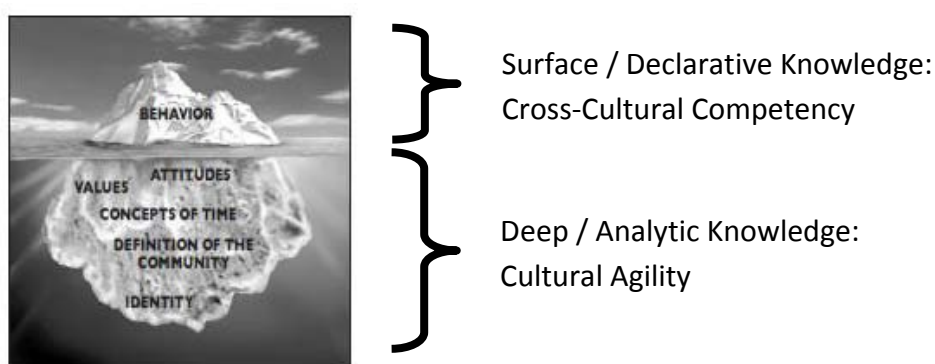 BEHAVIOR
ATTITUDES
VALUES
CONCEPTS OF TIME
DEFINITION OF THE
COMMUNITY
IDENTITY
Surface / Declarative Knowledge:
Cross-Cultural Competency
Deep / Analytic Knowledge:
Cultural Agility